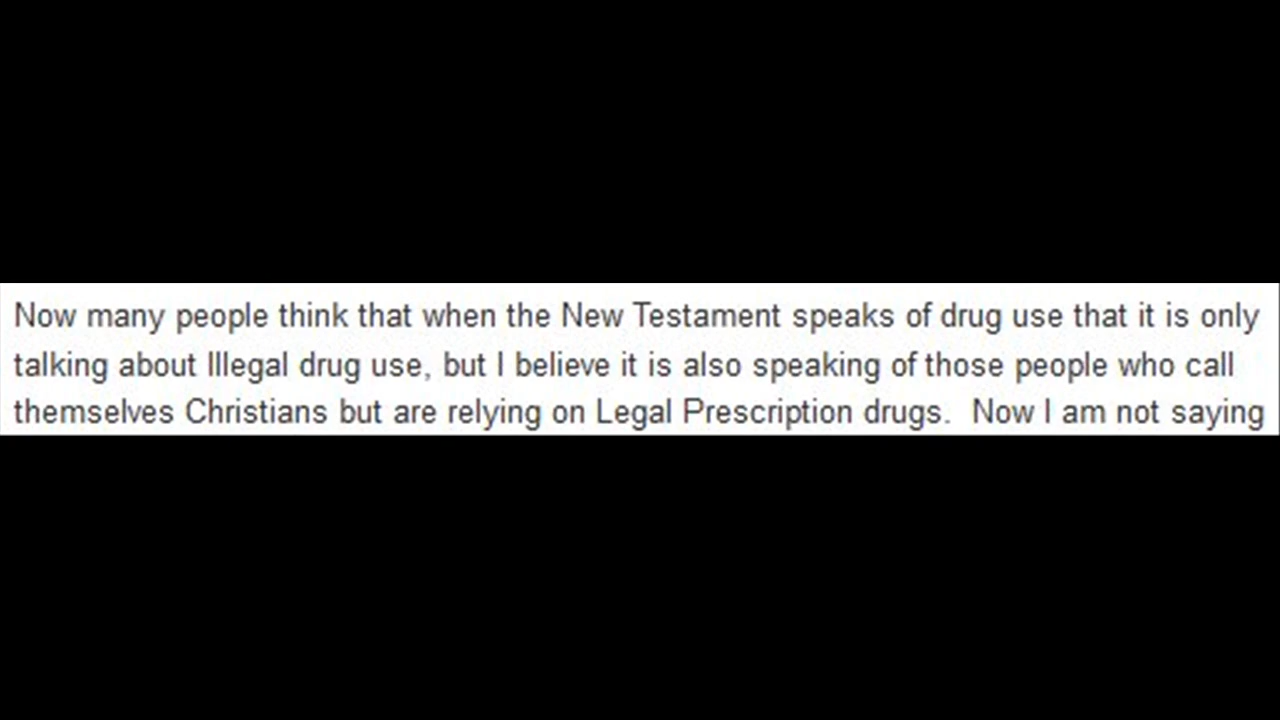 Now many people think that when the New Testament speaks of drug use that it is only
talking about Illegal drug use, but I believe it is also speaking of those people who call
themselves Christians but are relying on Legal Prescription drugs.  Now I am not saying